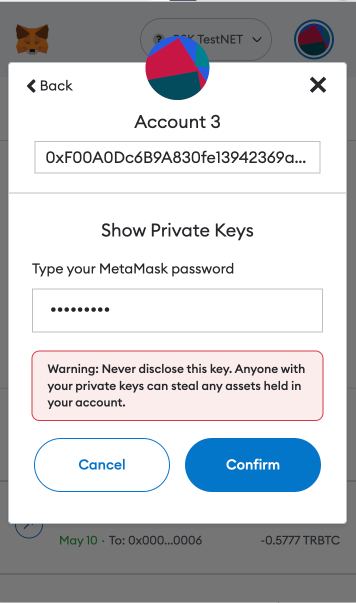 RSK TestNET
Back
Account 3
0xF00A0Dc6B9A830fe13942369a...
Show Private Keys
Type your MetaMask password
•••••••••
Warning: Never disclose this key. Anyone with
your private keys can steal any assets held in
your account.
Cancel
Confirm
May 10 · To: 0x000...0006
-0.5777 TRBTC